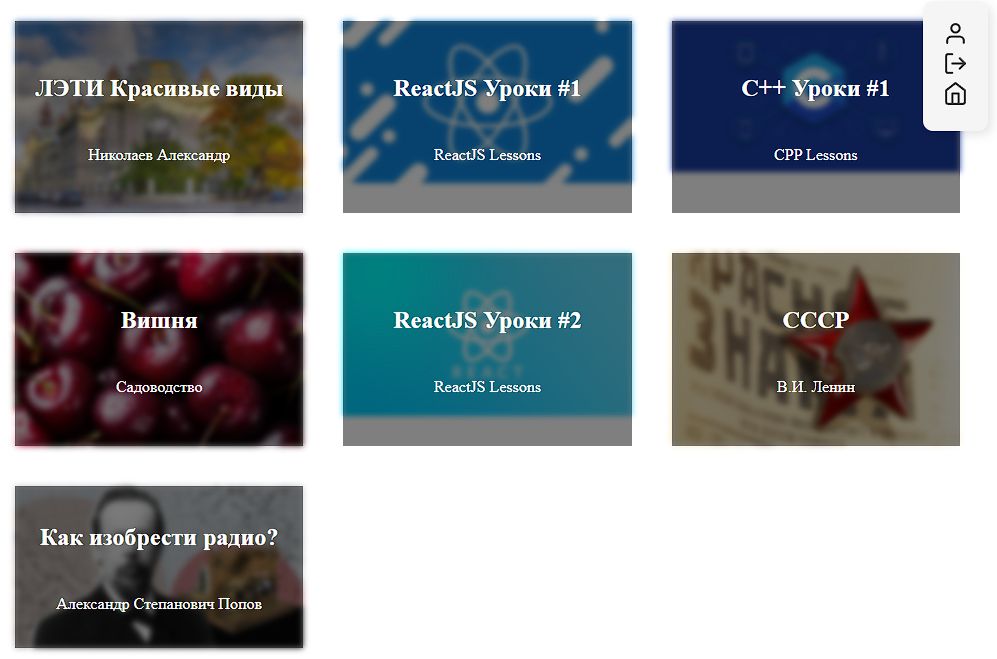 ЛЭТИ Красивые виды
Николаев Александр
ReactJS Уроки #1
ReactJS Lessons
C++ Уроки #1
CPP Lessons
Вишня
Садоводство
ReactJS Уроки #2
REACT
ReactJS Lessons
СССР
В.И. Ленин
Как изобрести радио?
Александр Степанович Попов